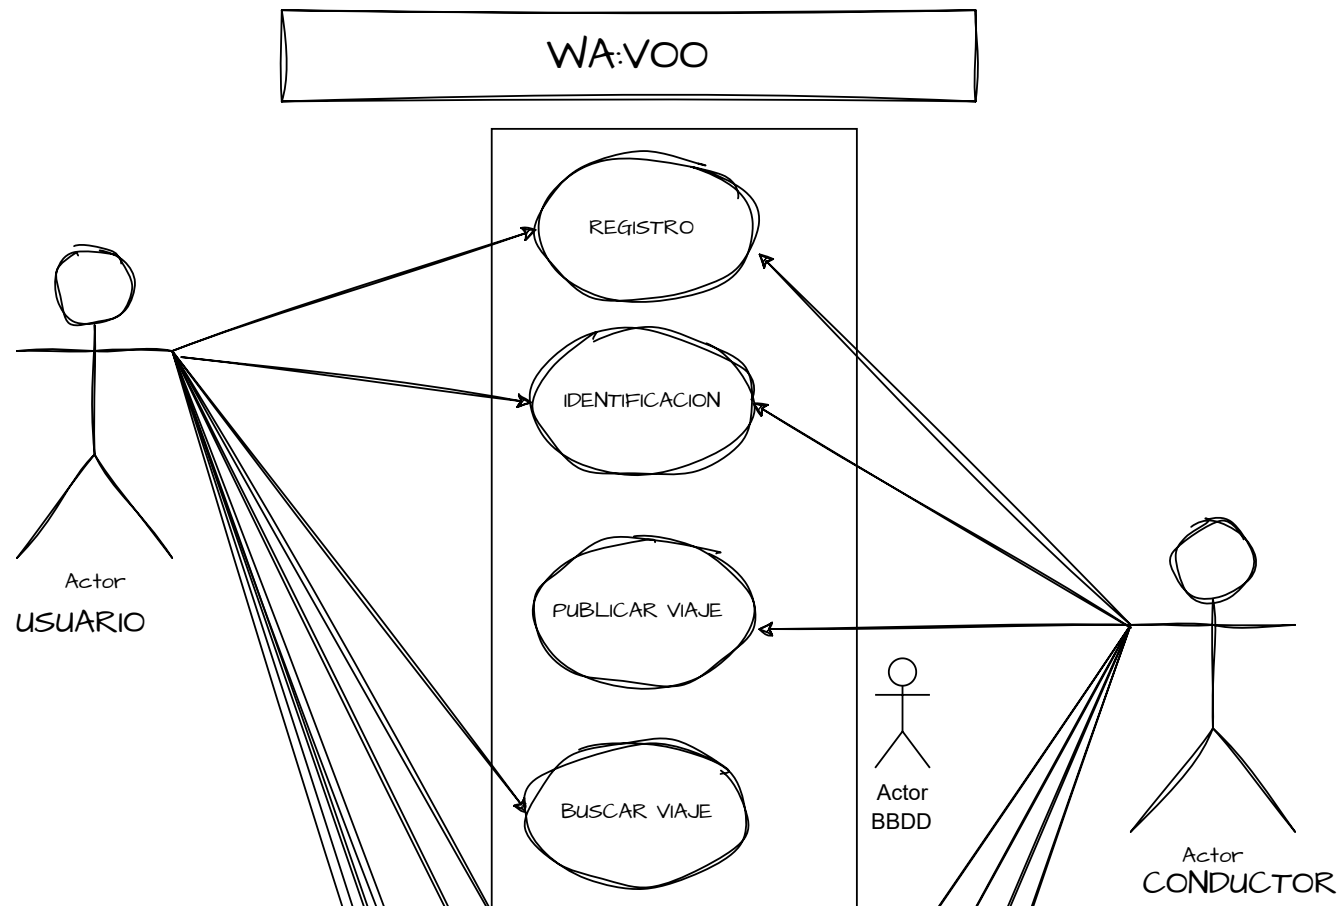 WA:VOO
REGISTRO
IDENTIFICACION
Actor
USUARIO
PUBLICAR VIAJE
BUSCAR VIAJE
Actor
BBDD
Actor
CONDUCTOR